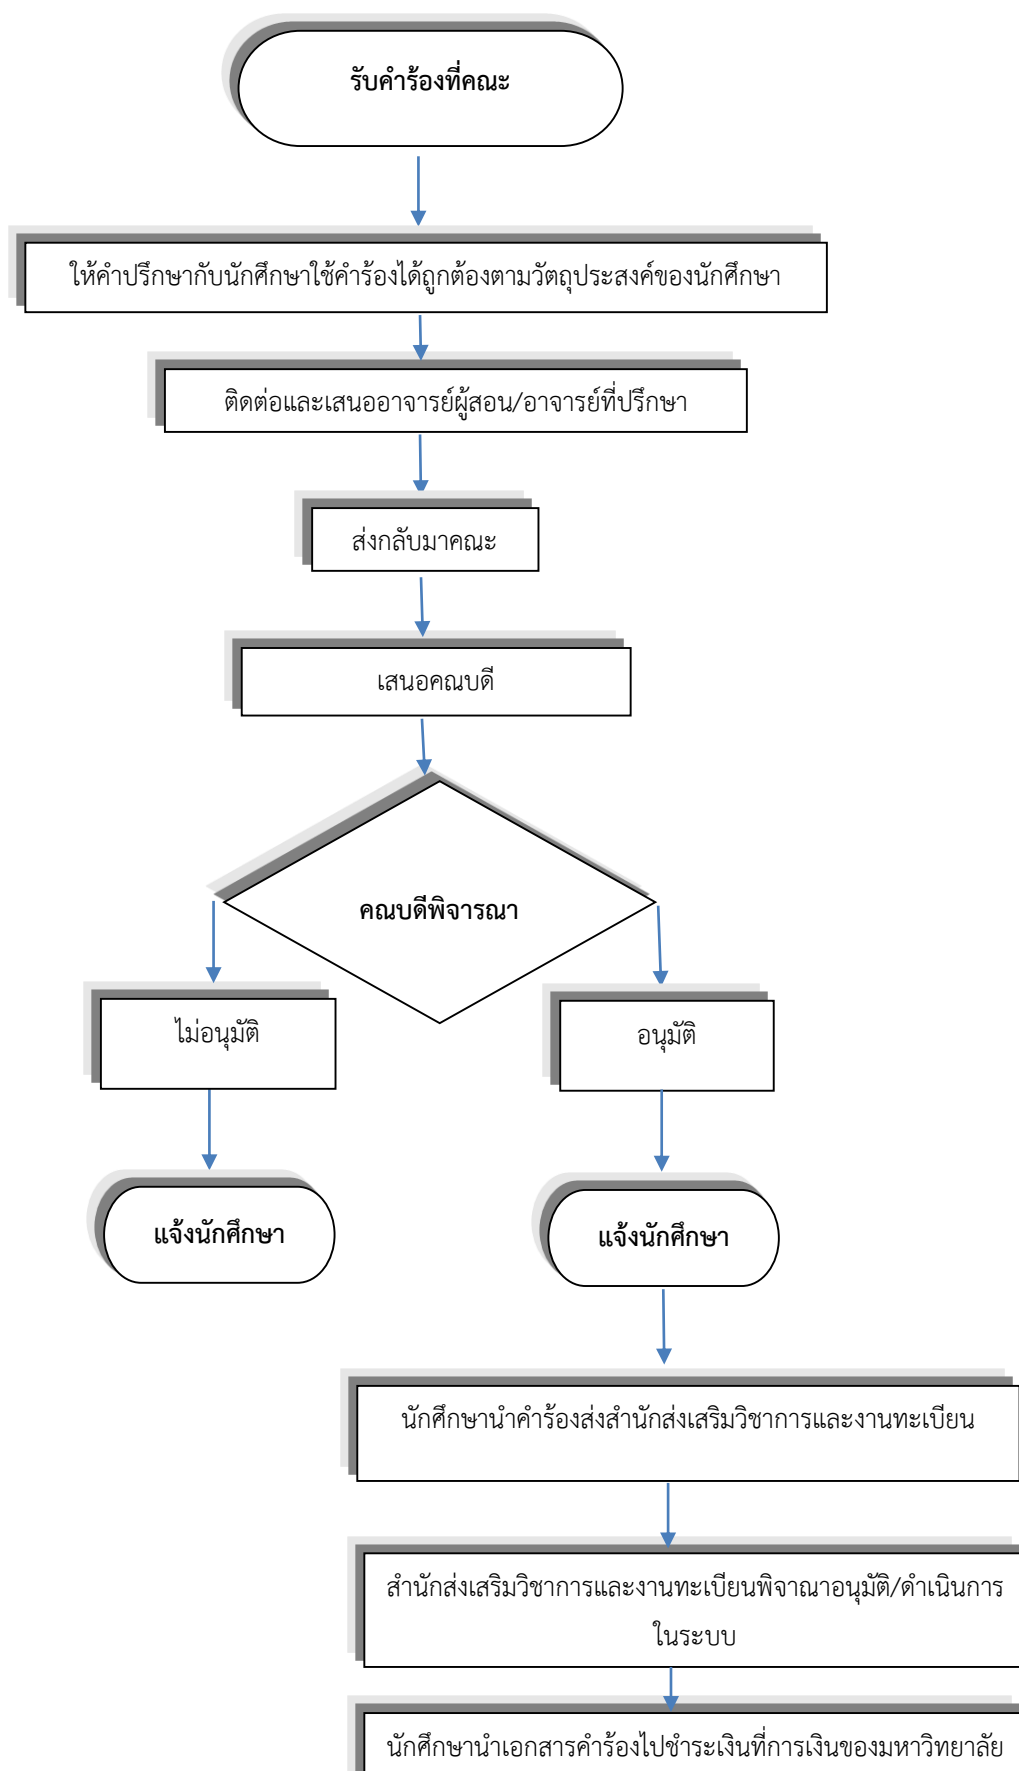 รับคำร้องที่คณะ
ให้คำปรึกษากับนักศึกษาใช้คำร้องได้ถูกต้องตามวัตถุประสงค์ของนักศึกษา
ติดต่อและเสนออาจารย์ผู้สอน/อาจารย์ที่ปรึกษา
ส่งกลับมาคณะ
เสนอคณบดี
คณบดีพิจารณา
ไม่อนุมัติ
อนุมัติ
แจ้งนักศึกษา
แจ้งนักศึกษา
นักศึกษานำคำร้องส่งสำนักส่งเสริมวิชาการและงานทะเบียน
สำนักส่งเสริมวิชาการและงานทะเบียนพิจาณาอนุมัติ/ดำเนินการ
ในระบบ
นักศึกษานำเอกสารคำร้องไปชำระเงินที่การเงินของมหาวิทยาลัย